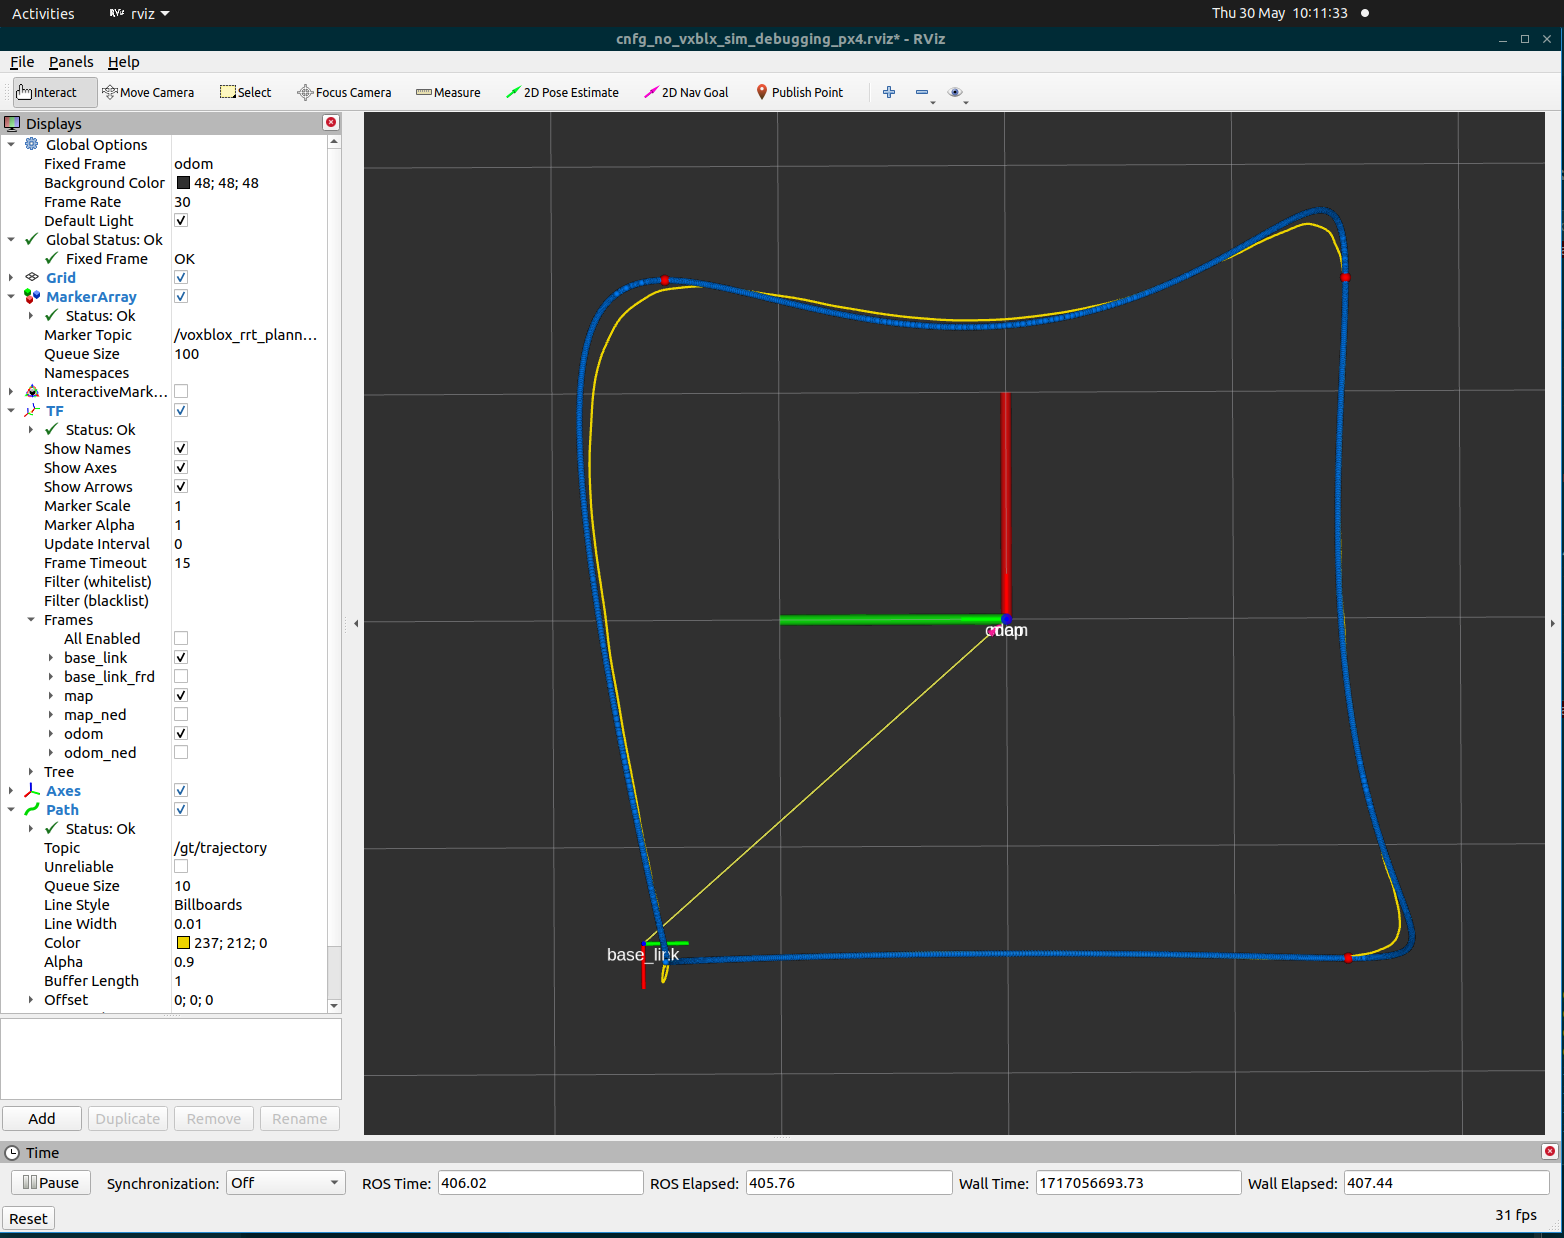 Activities rviz Thu 30 May 10:11:33
cnfg_no_vxblx_sim_debugging_px4.rviz* - RViz
File Panels Help
Interact Move Camera Select Focus Camera Measure 2D Pose Estimate 2D Nav Goal Publish Point
Displays
Global Options
Fixed Frame odom
Background Color 48; 48; 48
Frame Rate 30
Default Light
Global Status: Ok
Fixed Frame OK
Grid
MarkerArray
Status: Ok
Marker Topic /voxblox_rrt_plann...
Queue Size 100
Namespaces
InteractiveMark...
TF
Status: Ok
Show Names
Show Axes
Show Arrows
Marker Scale 1
Marker Alpha 1
Update Interval 0
Frame Timeout 15
Filter (whitelist)
Filter (blacklist)
Frames
All Enabled
base_link
base_link_frd
map
map_ned
odom
odom_ned
Tree
Axes
Path
Status: Ok
Topic /gt/trajectory
Unreliable
Queue Size 10
Line Style Billboards
Line Width 0.01
Color 237; 212; 0
Alpha 0.9
Buffer Length 1
Offset 0; 0; 0
base_link
Add Duplicate Remove Rename
Time
Pause Synchronization: Off ROS Time: 406.02 ROS Elapsed: 405.76 Wall Time: 1717056693.73 Wall Elapsed: 407.44
Reset 31 fps